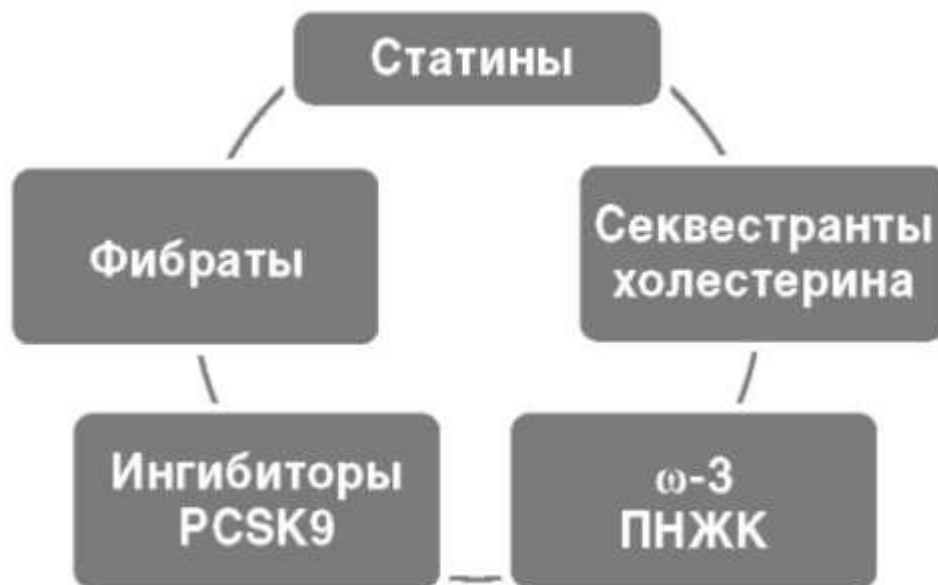 Статины
Фибраты
Секвестранты
холестерина
Ингибиторы
PCSK9
ω-3
ПНЖК